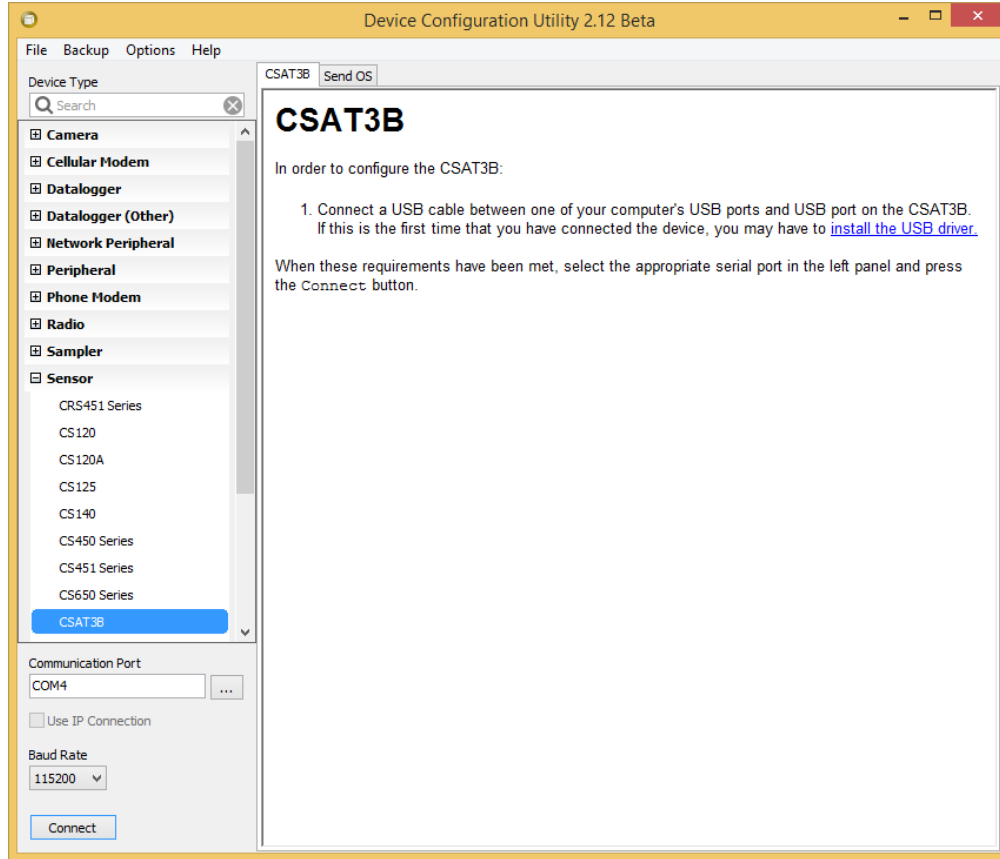 Device Configuration Utility 2.12 Beta
File Backup Options Help
Device Type
Search
Camera
Cellular Modem
Datalogger
Datalogger (Other)
Network Peripheral
Peripheral
Phone Modem
Radio
Sampler
Sensor
CRS451 Series
CS120
CS120A
CS125
CS140
CS450 Series
CS451 Series
CS650 Series
CSAT3B
Communication Port
COM4
...
Use IP Connection
Baud Rate
115200
Connect
CSAT3B Send OS
CSAT3B
In order to configure the CSAT3B:
1. Connect a USB cable between one of your computer's USB ports and USB port on the CSAT3B.
If this is the first time that you have connected the device, you may have to install the USB driver.
When these requirements have been met, select the appropriate serial port in the left panel and press
the Connect button.